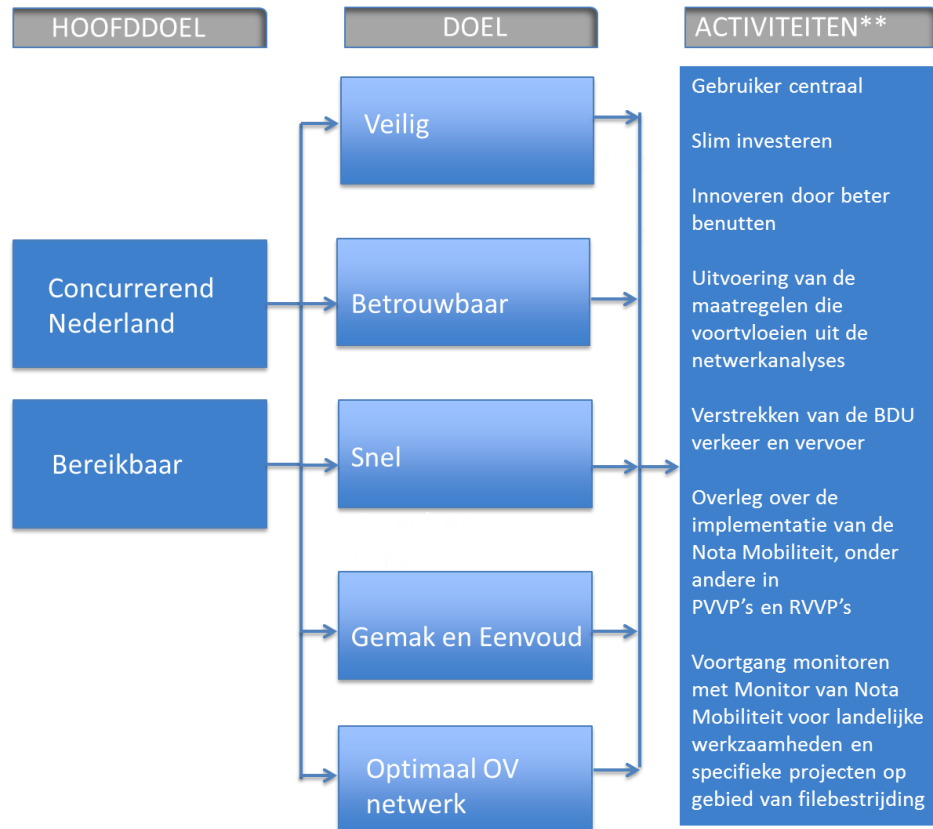 HOOFDDOEL
DOEL
ACTIVITEITEN**
Concurrerend
Nederland
Bereikbaar
Veilig
Betrouwbaar
Snel
Gemak en Eenvoud
Optimaal OV
netwerk
Gebruiker centraal
Slim investeren
Innoveren door beter
benutten
Uitvoering van de
maatregelen die
voortvloeien uit de
netwerkanalyses
Verstrekken van de BDU
verkeer en vervoer
Overleg over de
implementatie van de
Nota Mobiliteit, onder
andere in
PVVP’s en RVVP’s
Voortgang monitoren
met Monitor van Nota
Mobiliteit voor landelijke
werkzaamheden en
specifieke projecten op
gebied van filebestrijding